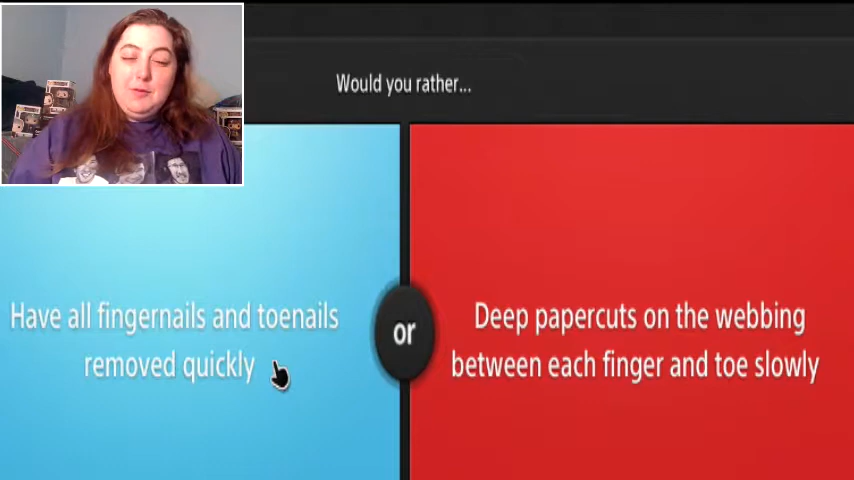 Would you rather...
Have all fingernails and toenails
removed quickly
or
Deep papercuts on the webbing
between each finger and toe slowly